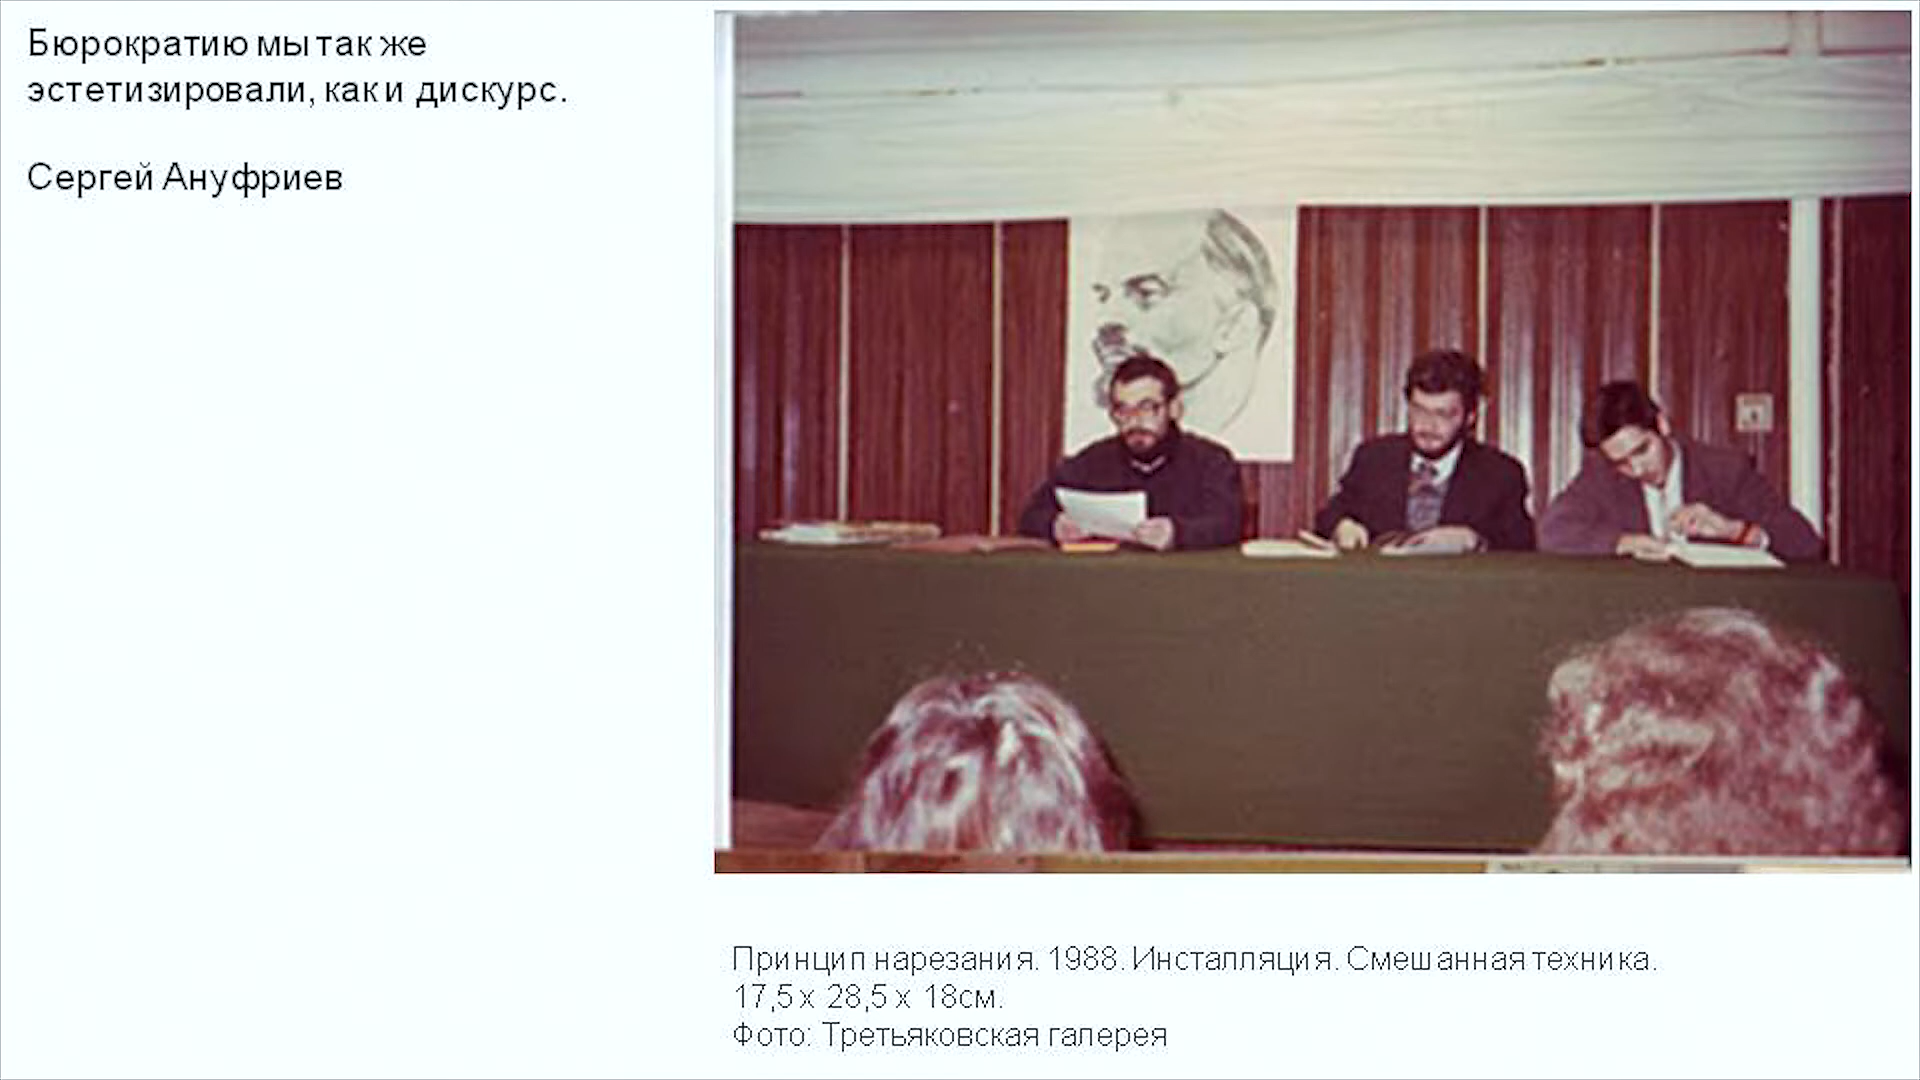 Бюрократию мы так же
эстетизировали, как и дискурс.
Сергей Ануфриев
Принцип нарезания. 1988. Инсталляция. Смешанная техника.
17,5 х 28,5 х 18см.
Фото: Третьяковская галерея